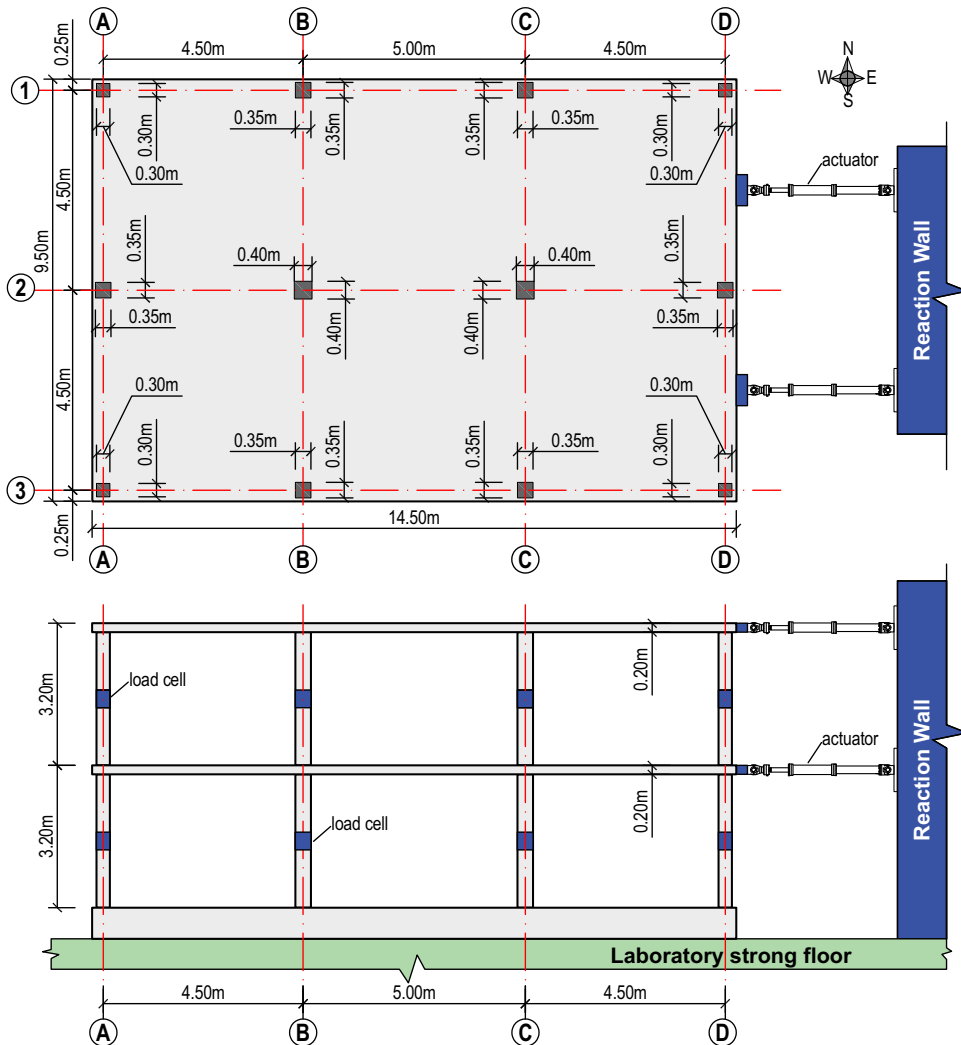 A B C D
0.25m 4.50m 5.00m 4.50m
N
W E
S
1
0.35m 0.30m 0.35m 0.35m 0.35m 0.35m 0.30m
0.30m 0.30m
actuator
4.50m
9.50m
0.35m 0.40m 0.40m 0.35m
2
0.35m 0.40m 0.40m 0.35m
Reaction Wall
4.50m
0.30m 0.30m
0.30m 0.35m 0.35m 0.35m 0.35m 0.30m
3
0.25m 14.50m
A B C D
3.20m load cell 0.20m
actuator
3.20m load cell 0.20m
Reaction Wall
Laboratory strong floor
4.50m 5.00m 4.50m
A B C D